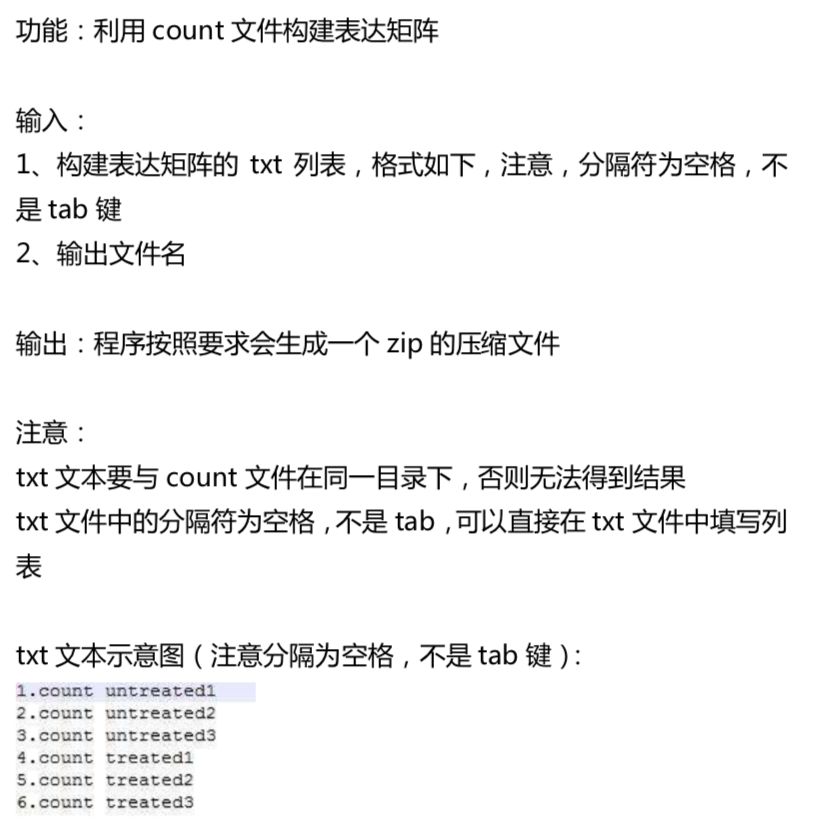 功能：利用 count 文件构建表达矩阵
输入：
1、构建表达矩阵的 txt 列表，格式如下，注意，分隔符为空格，不
是 tab 键
2、输出文件名
输出：程序按照要求会生成一个 zip 的压缩文件
注意：
txt 文本要与 count 文件在同一目录下，否则无法得到结果
txt 文件中的分隔符为空格，不是 tab，可以直接在 txt 文件中填写列
表
txt 文本示意图（注意分隔为空格，不是 tab 键）：
1.count untreated1
2.count untreated2
3.count untreated3
4.count treated1
5.count treated2
6.count treated3